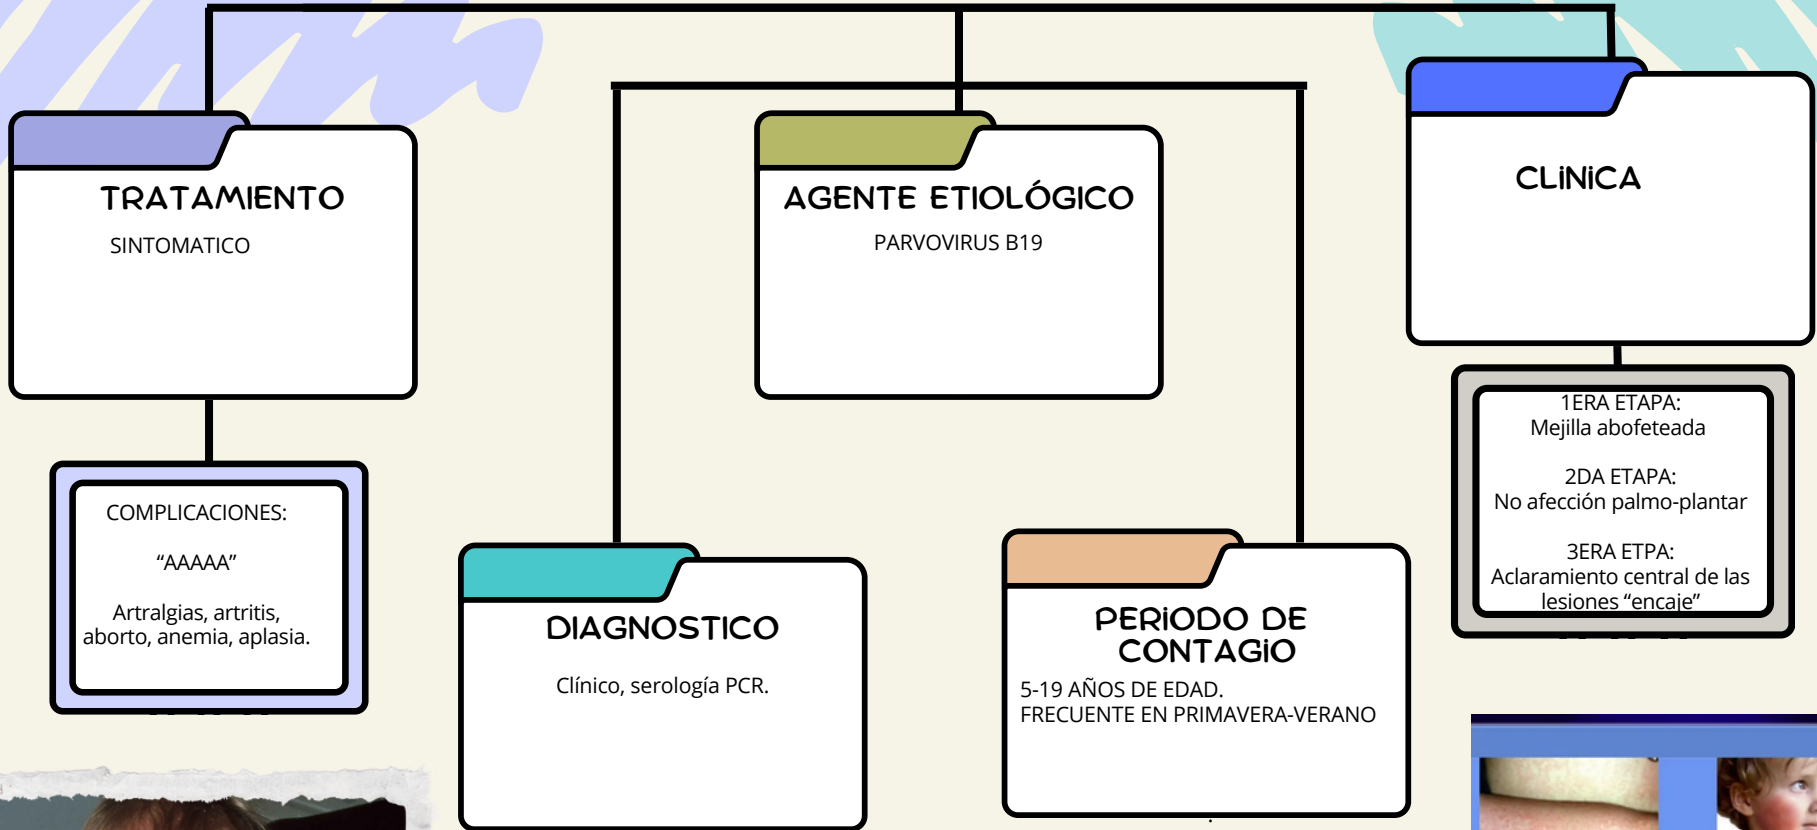 TRATAMIENTO
SINTOMATICO
COMPLICACIONES:
“AAAAA”
Artralgias, artritis,
aborto, anemia, aplasia.
AGENTE ETIOLÓGICO
PARVOVIRUS B19
DIAGNOSTICO
Clínico, serología PCR.
PERIODO DE
CONTAGIO
5-19 AÑOS DE EDAD.
FRECUENTE EN PRIMAVERA-VERANO
.
CLINICA
1ERA ETAPA:
Mejilla abofeteada
2DA ETAPA:
No afección palmo-plantar
3ERA ETPA:
Aclaramiento central de las
lesiones “encaje”